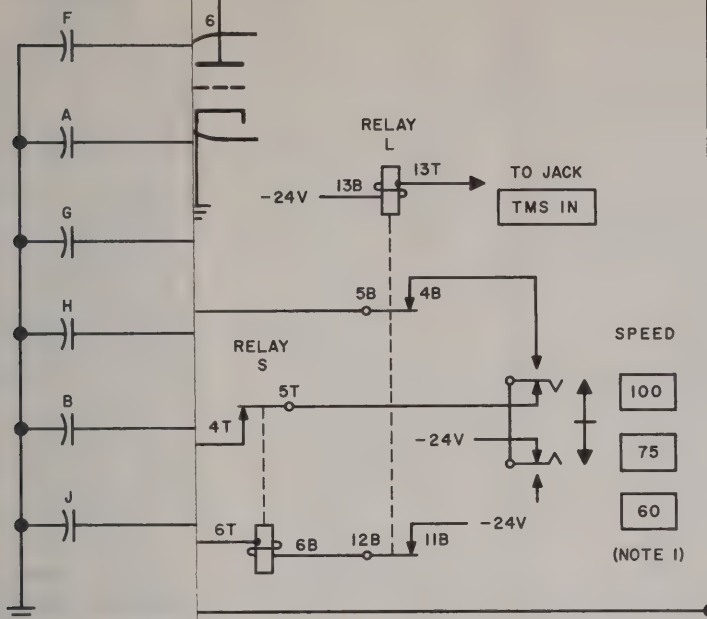 F
6
A
RELAY
L
13T
13B
-24V
TO JACK
TMS IN
G
5B
4B
H
RELAY
S
SPEED
100
5T
B
4T
-24V
75
J
60
6T
6B
12B
11B
-24V
(NOTE 1)